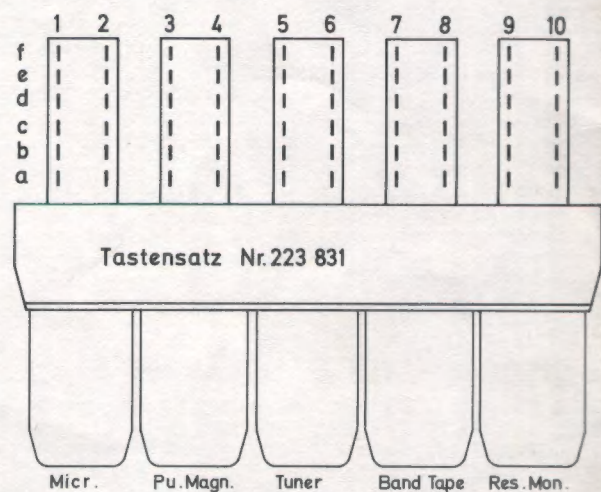 1 2 3 4 5 6 7 8 9 10
f
e
d
c
b
a
Tastensatz Nr. 223 831
Micr. Pu. Magn. Tuner Band Tape Res. Mon.